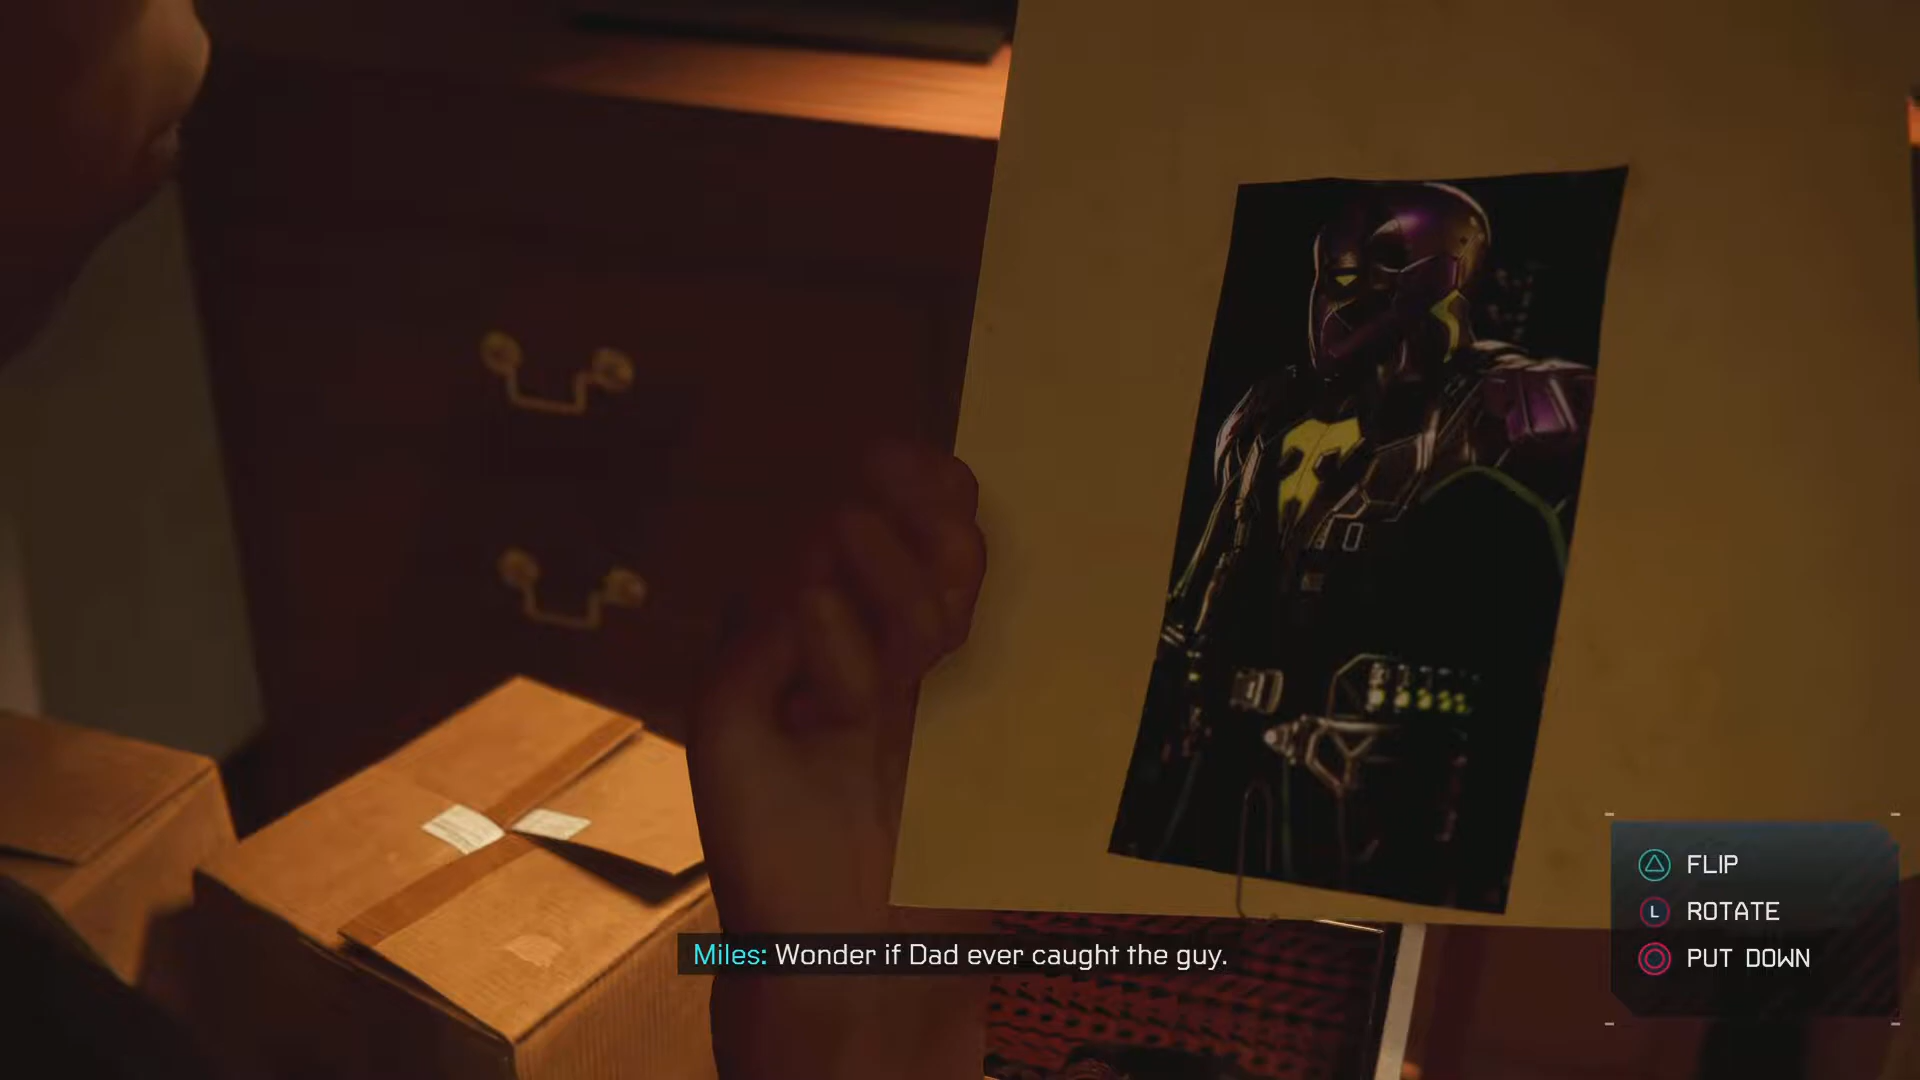 Miles: Wonder if Dad ever caught the guy.
FLIP
L ROTATE
PUT DOWN